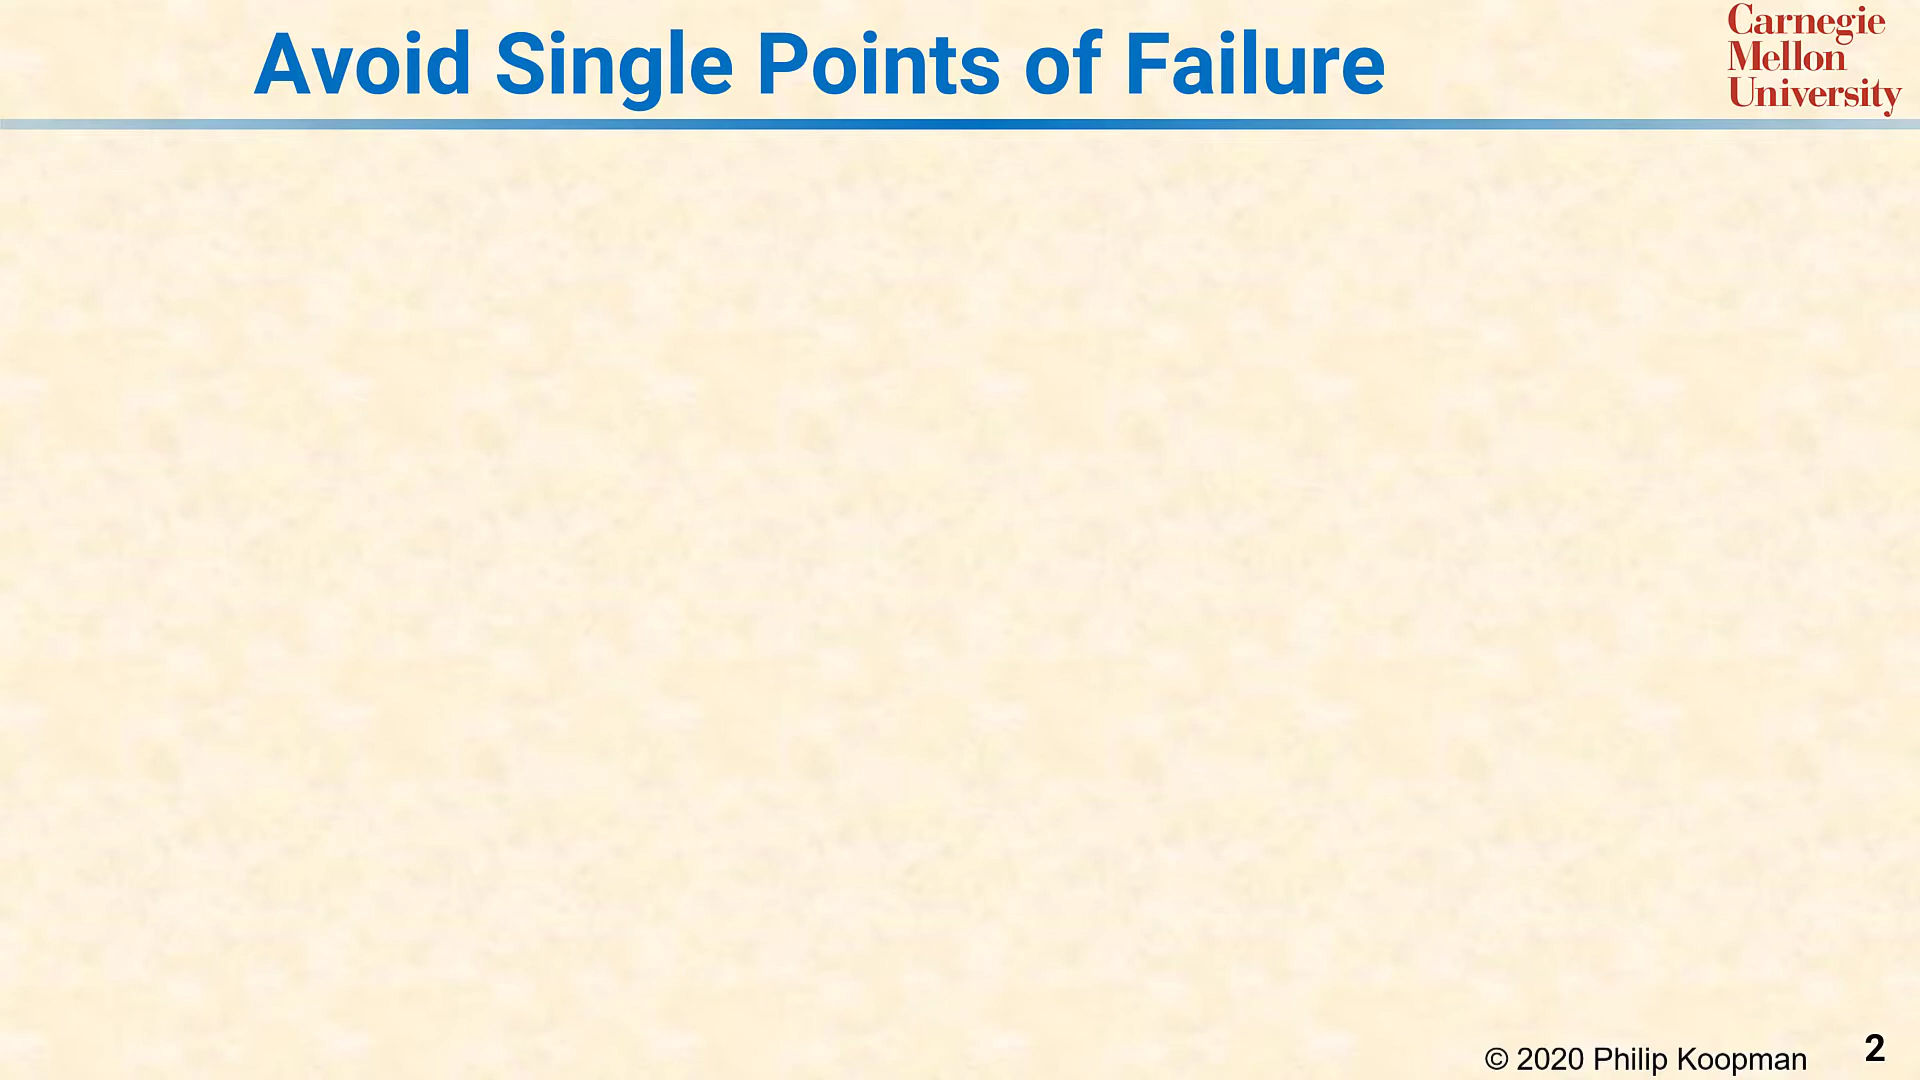 Avoid Single Points of Failure
Carnegie
Mellon
University
© 2020 Philip Koopman
2